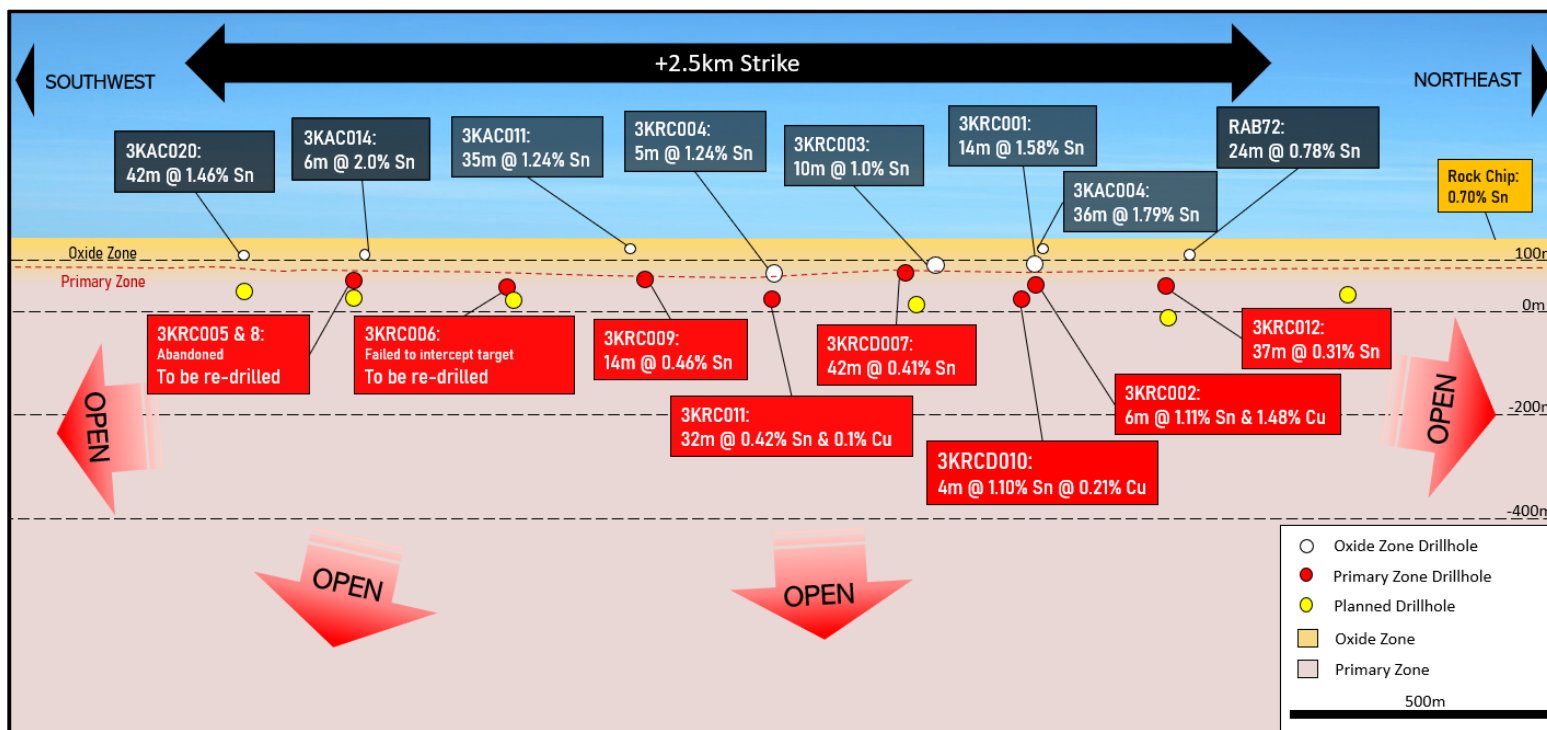 +2.5km Strike
SOUTHWEST
NORTHEAST
3KAC020:
42m @ 1.46% Sn
3KAC014:
6m @ 2.0% Sn
3KAC011:
35m @ 1.24% Sn
3KRC004:
5m @ 1.24% Sn
3KRC003:
10m @ 1.0% Sn
3KRC001:
14m @ 1.58% Sn
3KAC004:
36m @ 1.79% Sn
RAB72:
24m @ 0.78% Sn
Rock Chip:
0.70% Sn
Oxide Zone
100m
Primary Zone
0m
3KRC005 & 8:
Abandoned
To be re-drilled
3KRC006:
Failed to intercept target
To be re-drilled
3KRC009:
14m @ 0.46% Sn
3KRC011:
32m @ 0.42% Sn & 0.1% Cu
3KRCD007:
42m @ 0.41% Sn
3KRCD010:
4m @ 1.10% Sn @ 0.21% Cu
3KRC002:
6m @ 1.11% Sn & 1.48% Cu
3KRC012:
37m @ 0.31% Sn
OPEN
OPEN
-200m
-400m
OPEN
OPEN
Oxide Zone Drillhole
Primary Zone Drillhole
Planned Drillhole
Oxide Zone
Primary Zone
500m